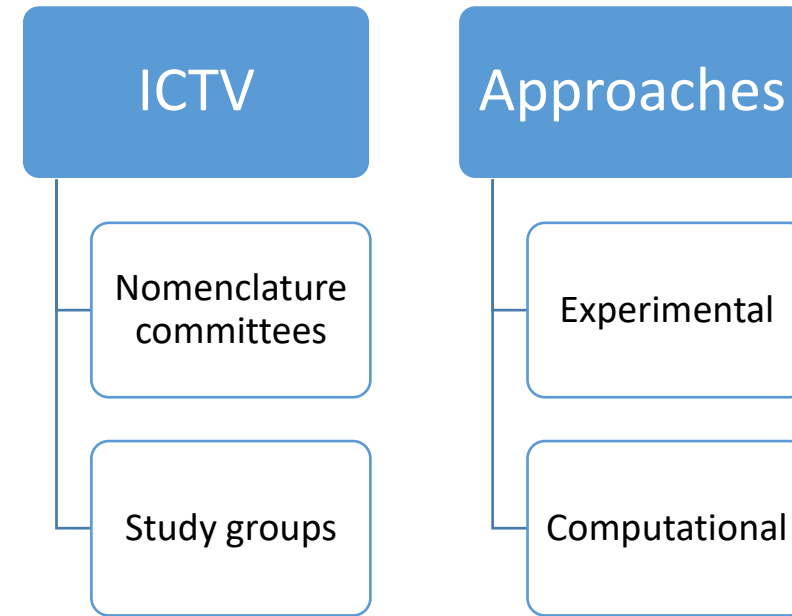 ICTV
Nomenclature
committees
Study groups
Approaches
Experimental
Computational